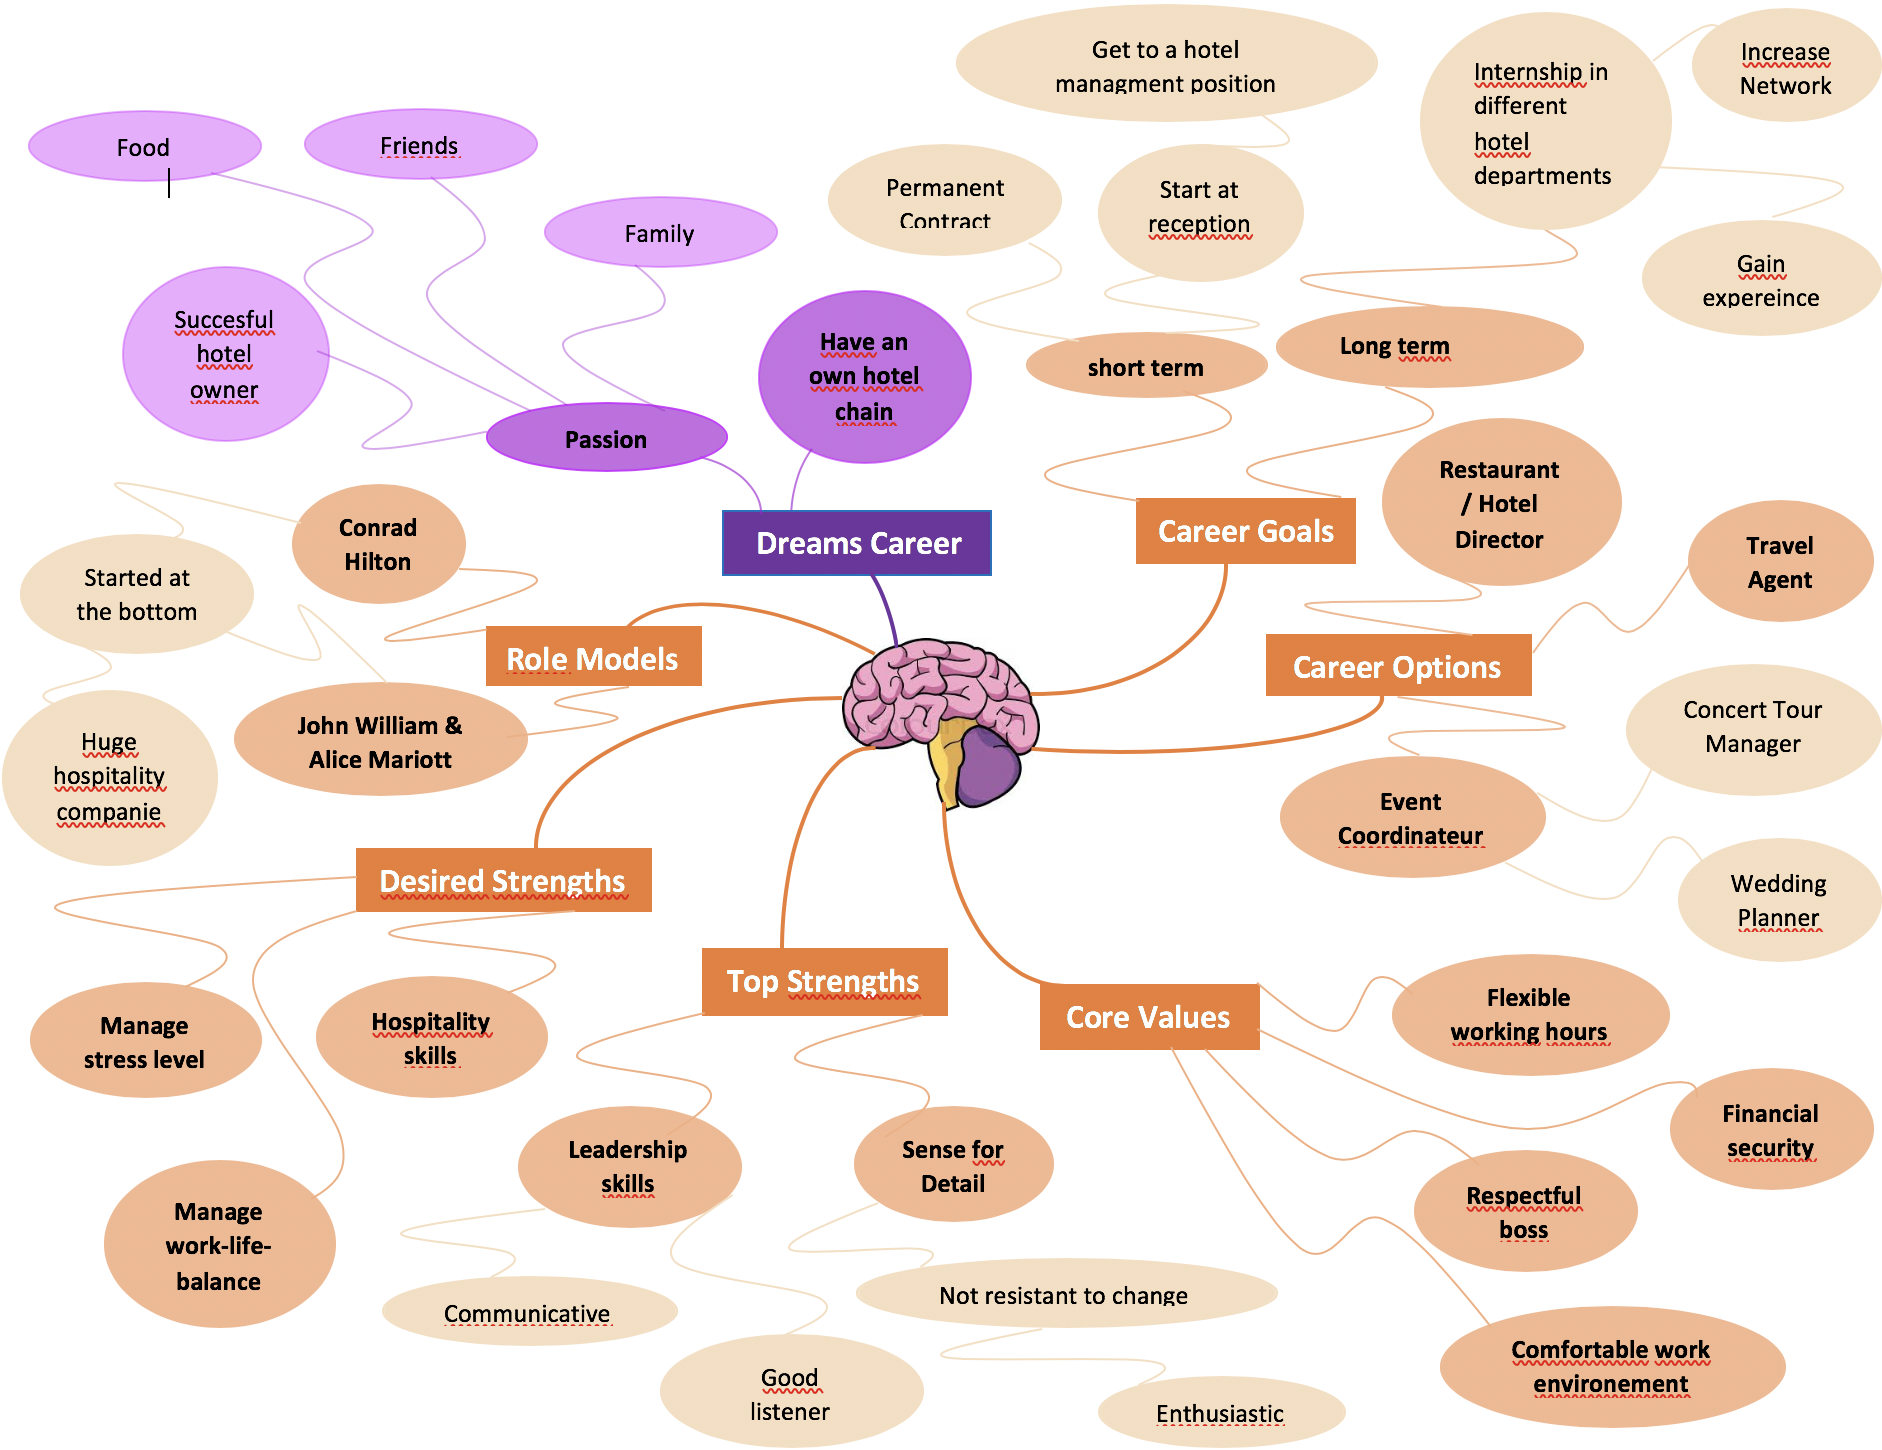 Get to a hotel
managment position
Internship in
different
hotel
departments
Increase
Network
Food
Friends
Family
Permanent
Contract
Start at
reception
Gain
expereince
Succesful
hotel
owner
Have an
own hotel
chain
short term
Long term
Passion
Restaurant
/ Hotel
Director
Conrad
Hilton
Dreams Career
Career Goals
Travel
Agent
Started at
the bottom
Role Models
Career Options
John William &
Alice Mariott
Concert Tour
Manager
Huge
hospitality
companie
Event
Coordinateur
Desired Strengths
Wedding
Planner
Top Strengths
Core Values
Flexible
working hours
Manage
stress level
Hospitality
skills
Leadership
skills
Sense for
Detail
Financial
security
Respectful
boss
Manage
work-life-
balance
Communicative
Not resistant to change
Good
listener
Enthusiastic
Comfortable work
environement